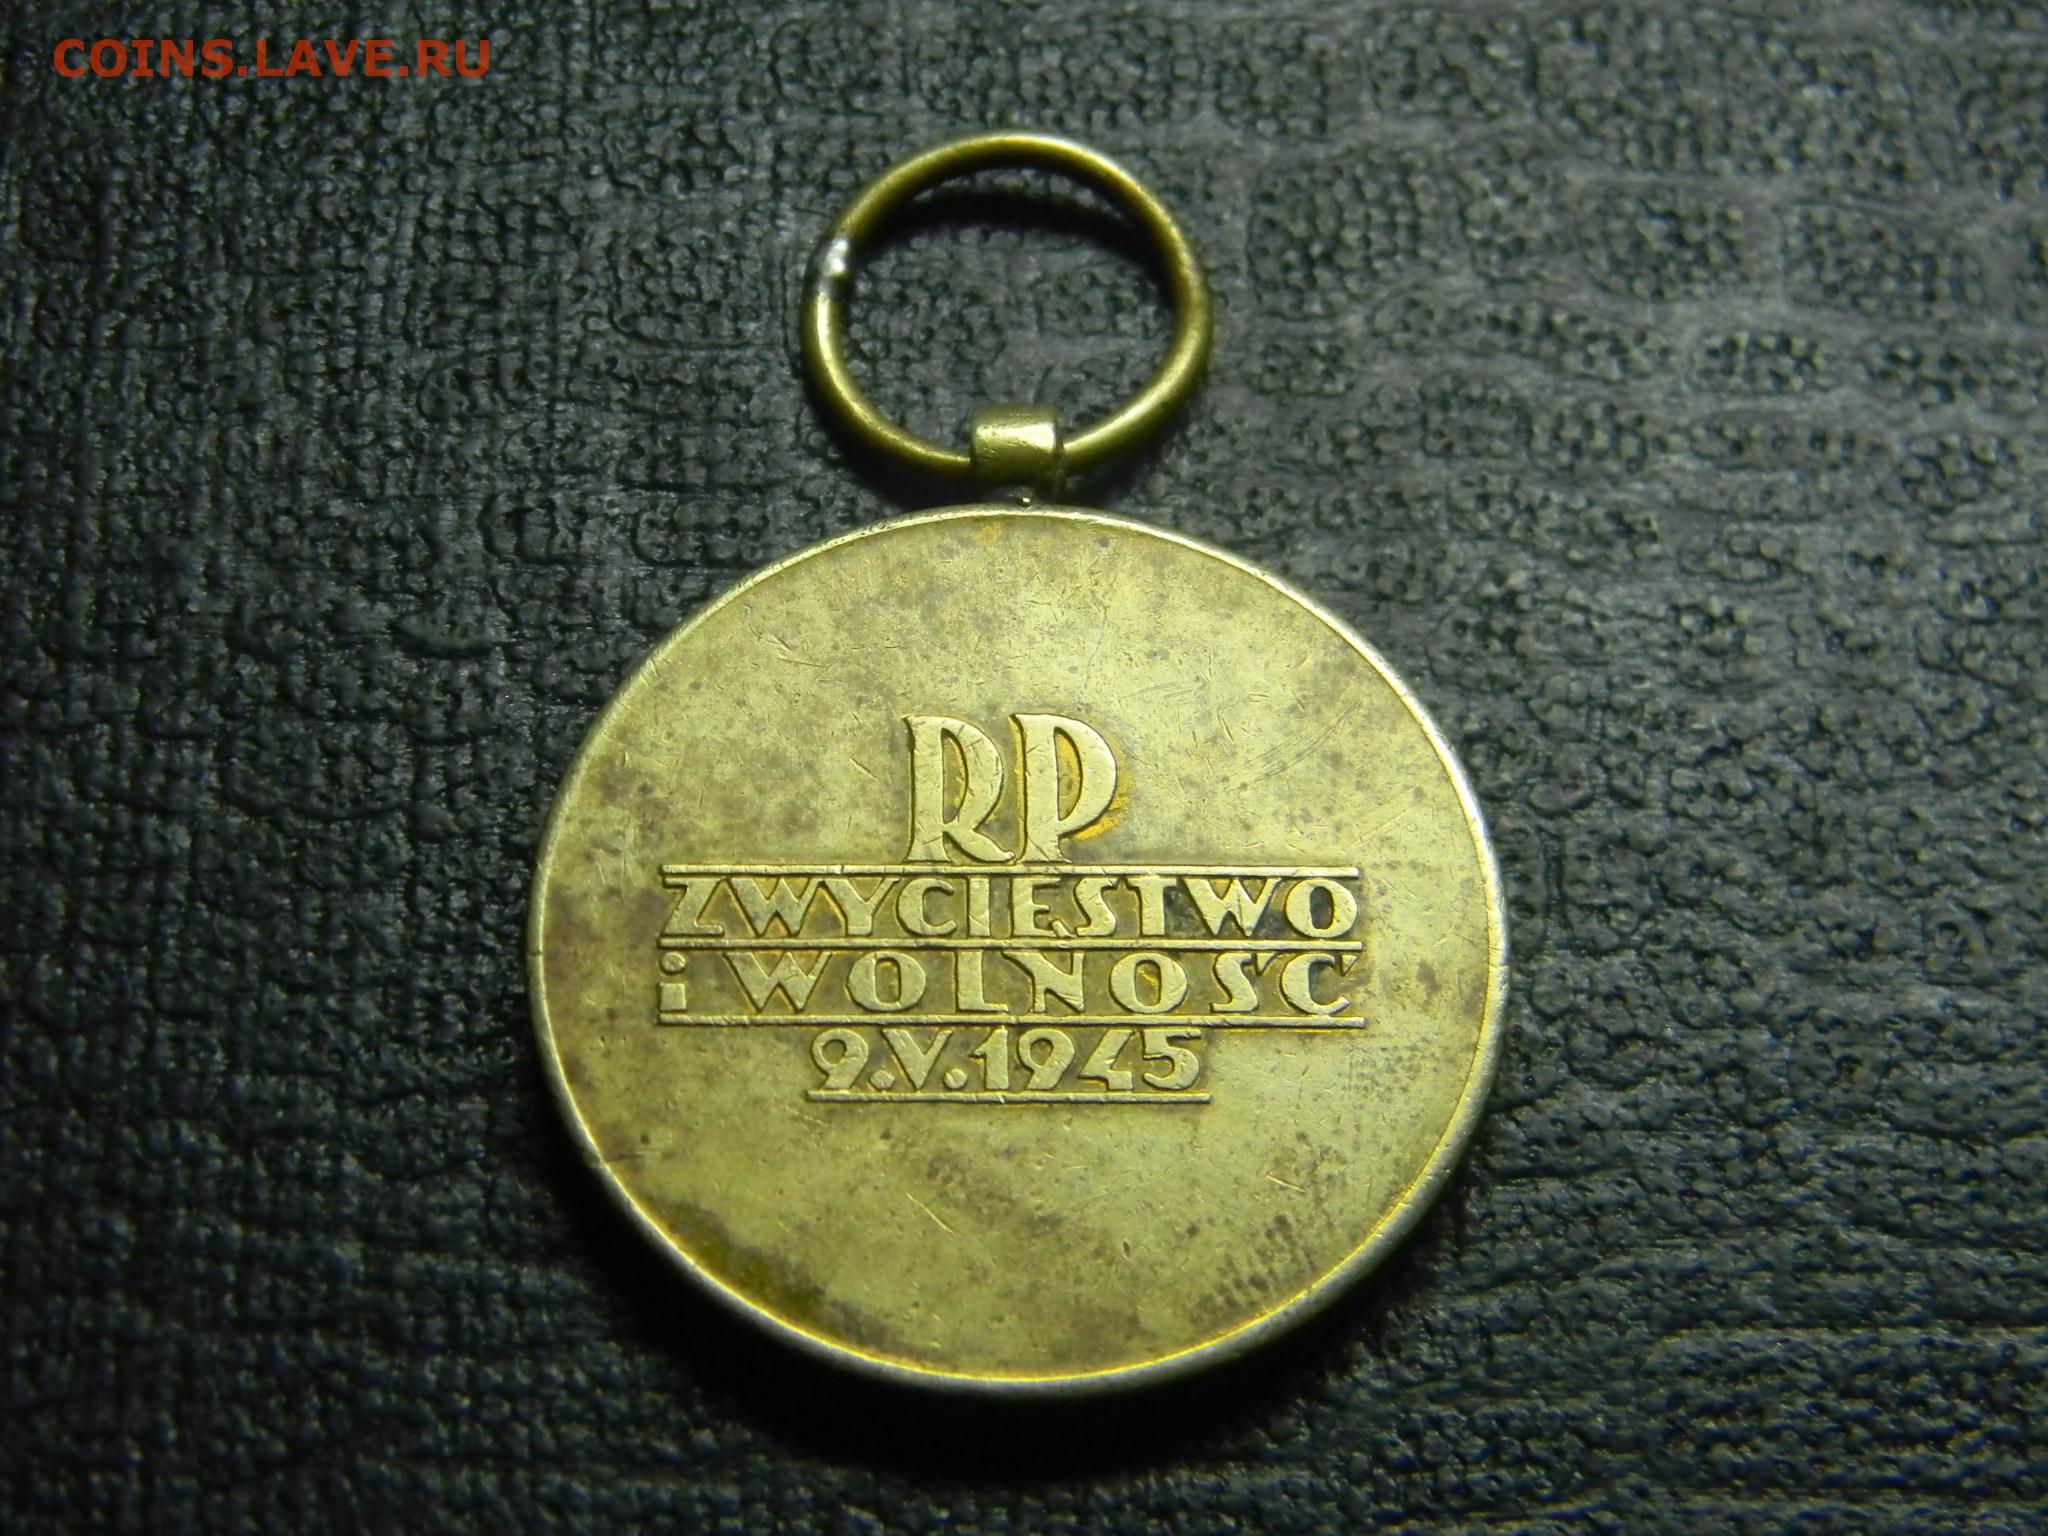 COINS.LAVE.RU
RP
ZWYCIĘSTWO
i WOLNOŚĆ
9.V.1945